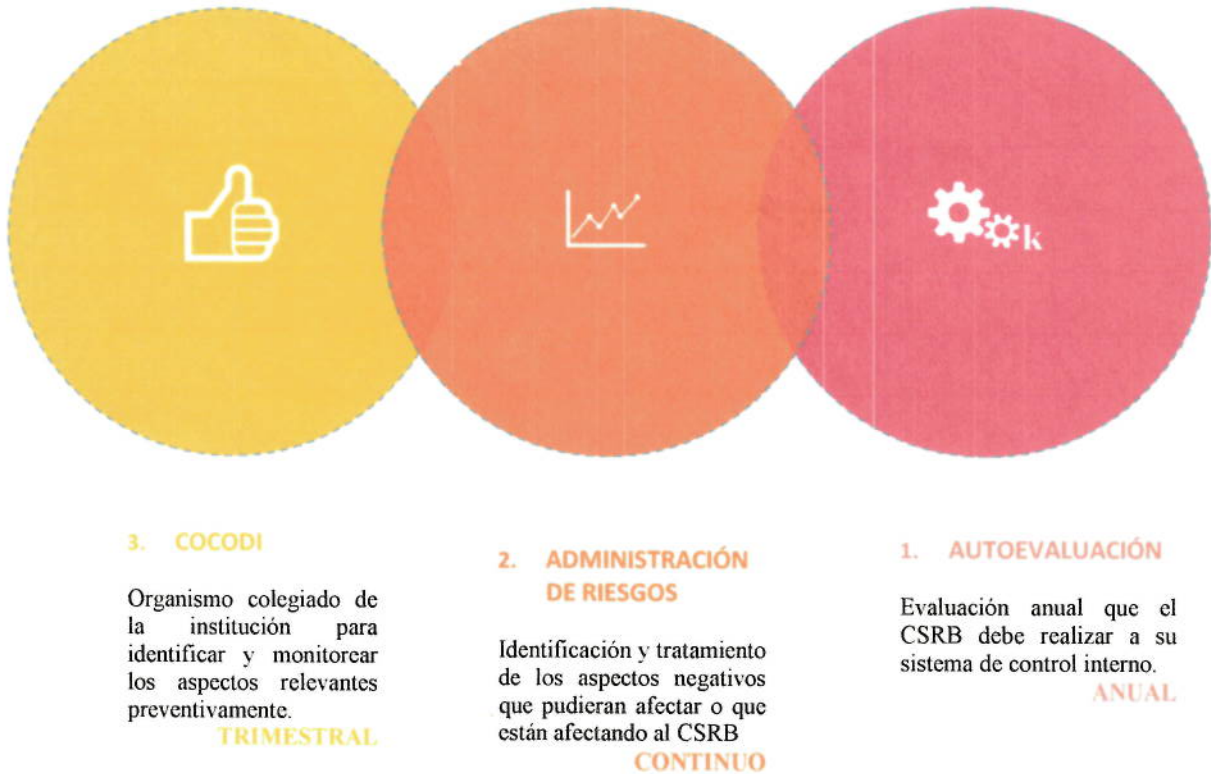 k
3. COCODI
Organismo colegiado de
la institución para
identificar y monitorear
los aspectos relevantes
preventivamente.
TRIMESTRAL
2. ADMINISTRACIÓN
DE RIESGOS
Identificación y tratamiento
de los aspectos negativos
que pudieran afectar o que
están afectando al CSRB
CONTINUO
1. AUTOEVALUACIÓN
Evaluación anual que el
CSRB debe realizar a su
sistema de control interno.
ANUAL